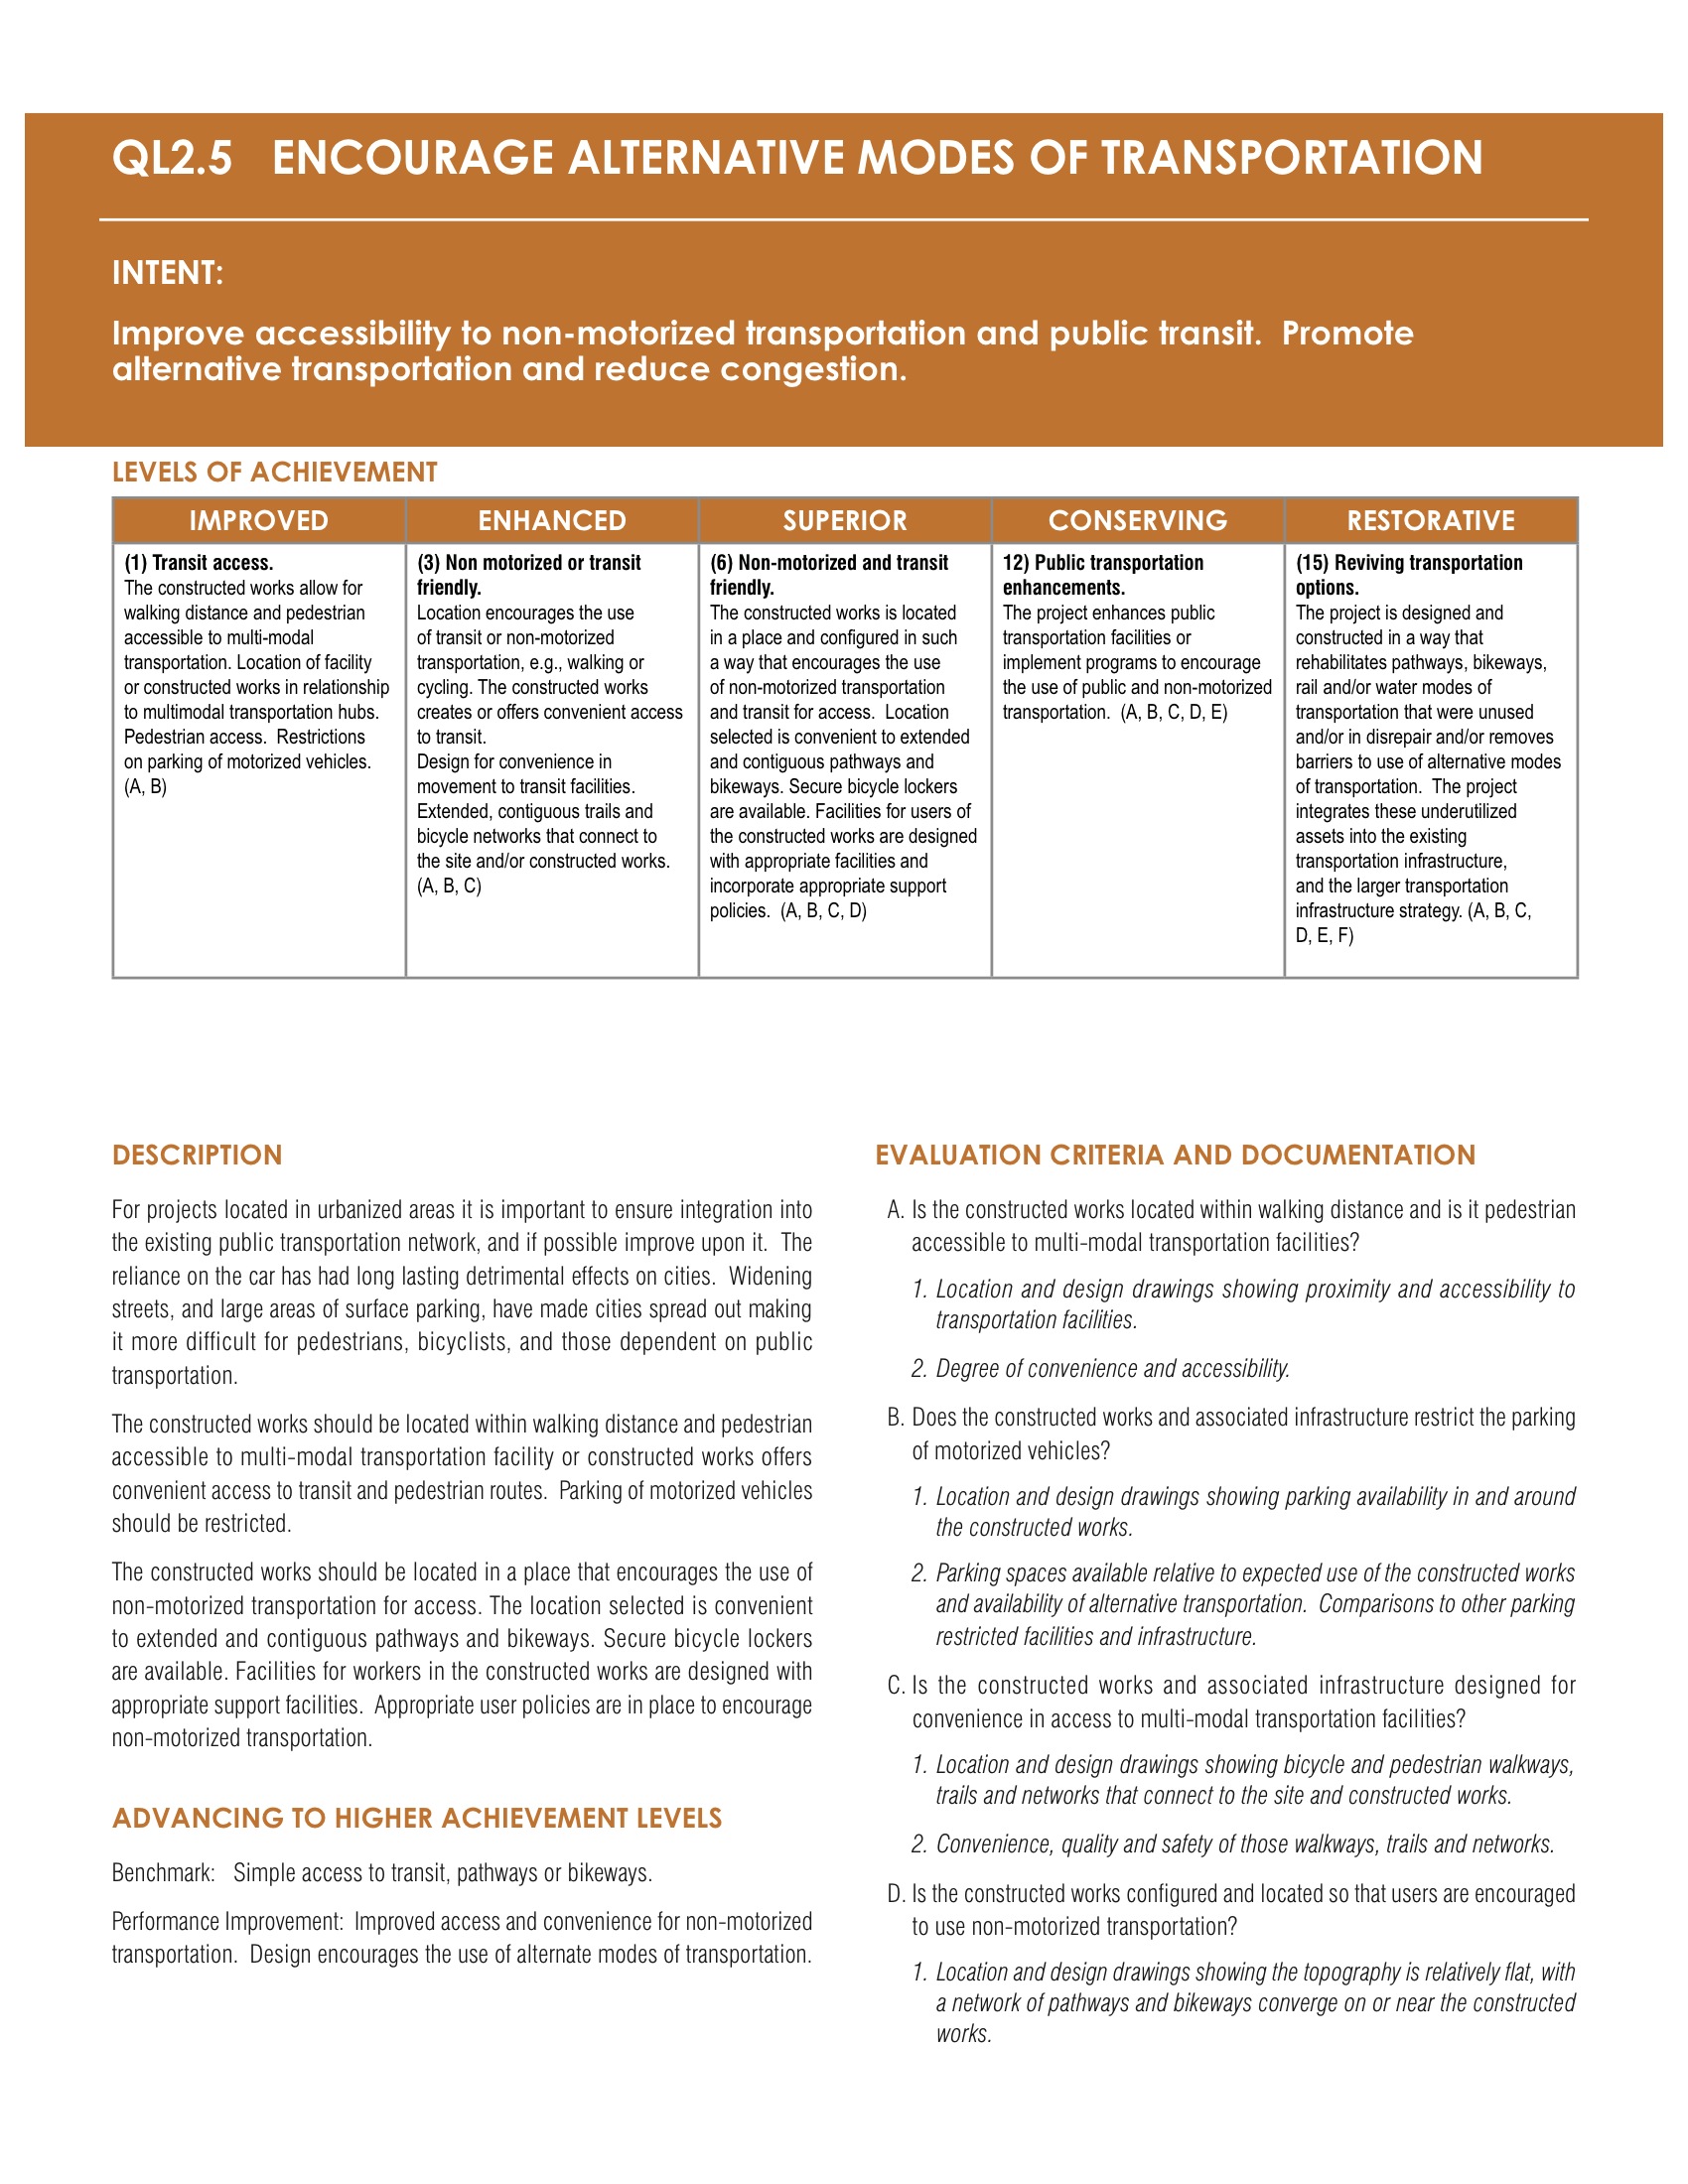 QL2.5 ENCOURAGE ALTERNATIVE MODES OF TRANSPORTATION
INTENT:
Improve accessibility to non-motorized transportation and public transit. Promote
alternative transportation and reduce congestion.
LEVELS OF ACHIEVEMENT
IMPROVED
(1) Transit access.
The constructed works allow for
walking distance and pedestrian
accessible to multi-modal
transportation. Location of facility
or constructed works in relationship
to multimodal transportation hubs.
Pedestrian access. Restrictions
on parking of motorized vehicles.
(A, B)
ENHANCED
(3) Non motorized or transit
friendly.
Location encourages the use
of transit or non-motorized
transportation, e.g., walking or
cycling. The constructed works
creates or offers convenient access
to transit.
Design for convenience in
movement to transit facilities.
Extended, contiguous trails and
bicycle networks that connect to
the site and/or constructed works.
(A, B, C)
SUPERIOR
(6) Non-motorized and transit
friendly.
The constructed works is located
in a place and configured in such
a way that encourages the use
of non-motorized transportation
and transit for access. Location
selected is convenient to extended
and contiguous pathways and
bikeways. Secure bicycle lockers
are available. Facilities for users of
the constructed works are designed
with appropriate facilities and
incorporate appropriate support
policies. (A, B, C, D)
CONSERVING
12) Public transportation
enhancements.
The project enhances public
transportation facilities or
implement programs to encourage
the use of public and non-motorized
transportation. (A, B, C, D, E)
RESTORATIVE
(15) Reviving transportation
options.
The project is designed and
constructed in a way that
rehabilitates pathways, bikeways,
rail and/or water modes of
transportation that were unused
and/or in disrepair and/or removes
barriers to use of alternative modes
of transportation. The project
integrates these underutilized
assets into the existing
transportation infrastructure,
and the larger transportation
infrastructure strategy. (A, B, C,
D, E, F)
DESCRIPTION
For projects located in urbanized areas it is important to ensure integration into
the existing public transportation network, and if possible improve upon it. The
reliance on the car has had long lasting detrimental effects on cities. Widening
streets, and large areas of surface parking, have made cities spread out making
it more difficult for pedestrians, bicyclists, and those dependent on public
transportation.
The constructed works should be located within walking distance and pedestrian
accessible to multi-modal transportation facility or constructed works offers
convenient access to transit and pedestrian routes. Parking of motorized vehicles
should be restricted.
The constructed works should be located in a place that encourages the use of
non-motorized transportation for access. The location selected is convenient
to extended and contiguous pathways and bikeways. Secure bicycle lockers
are available. Facilities for workers in the constructed works are designed with
appropriate support facilities. Appropriate user policies are in place to encourage
non-motorized transportation.
ADVANCING TO HIGHER ACHIEVEMENT LEVELS
Benchmark: Simple access to transit, pathways or bikeways.
Performance Improvement: Improved access and convenience for non-motorized
transportation. Design encourages the use of alternate modes of transportation.
EVALUATION CRITERIA AND DOCUMENTATION
A. Is the constructed works located within walking distance and is it pedestrian
accessible to multi-modal transportation facilities?
1. Location and design drawings showing proximity and accessibility to
transportation facilities.
2. Degree of convenience and accessibility.
B. Does the constructed works and associated infrastructure restrict the parking
of motorized vehicles?
1. Location and design drawings showing parking availability in and around
the constructed works.
2. Parking spaces available relative to expected use of the constructed works
and availability of alternative transportation. Comparisons to other parking
restricted facilities and infrastructure.
C. Is the constructed works and associated infrastructure designed for
convenience in access to multi-modal transportation facilities?
1. Location and design drawings showing bicycle and pedestrian walkways,
trails and networks that connect to the site and constructed works.
2. Convenience, quality and safety of those walkways, trails and networks.
D. Is the constructed works configured and located so that users are encouraged
to use non-motorized transportation?
1. Location and design drawings showing the topography is relatively flat, with
a network of pathways and bikeways converge on or near the constructed
works.